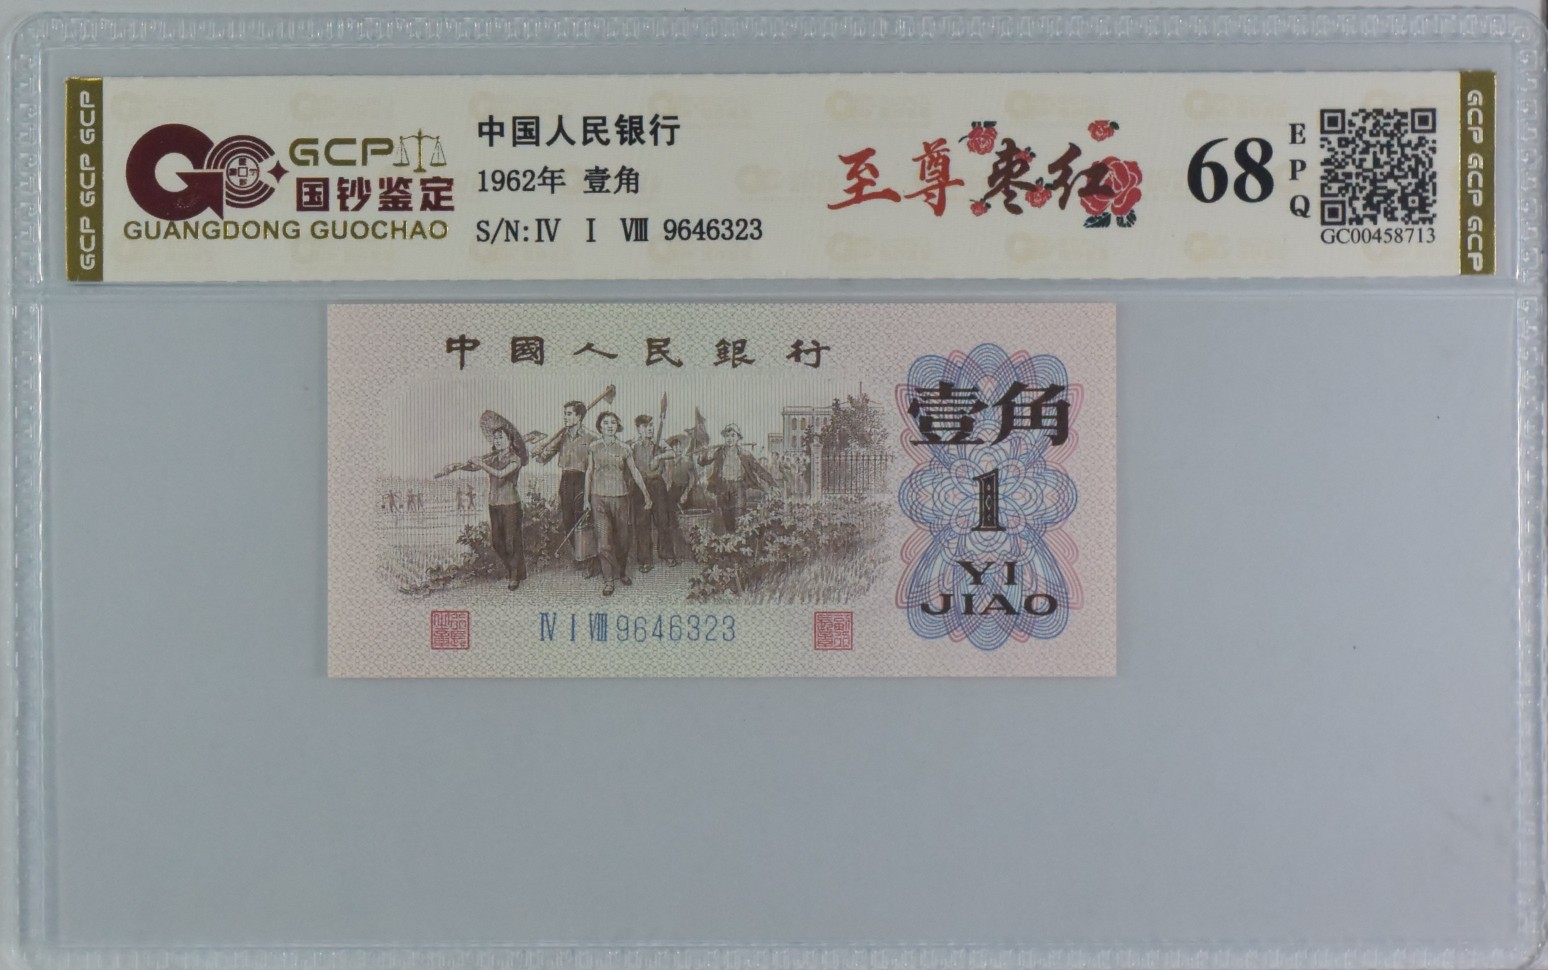 GCP GCP GCP
GCP
国钞鉴定
GUANGDONG GUOCHAO
中国人民银行
1962年 壹角
S/N:Ⅳ Ⅰ Ⅷ 9646323
至尊枣红
68
EPQ
GC00458713
GCP GCP GCP
中國人民銀行
壹角
1
YI
JIAO
Ⅳ Ⅰ Ⅷ 9646323